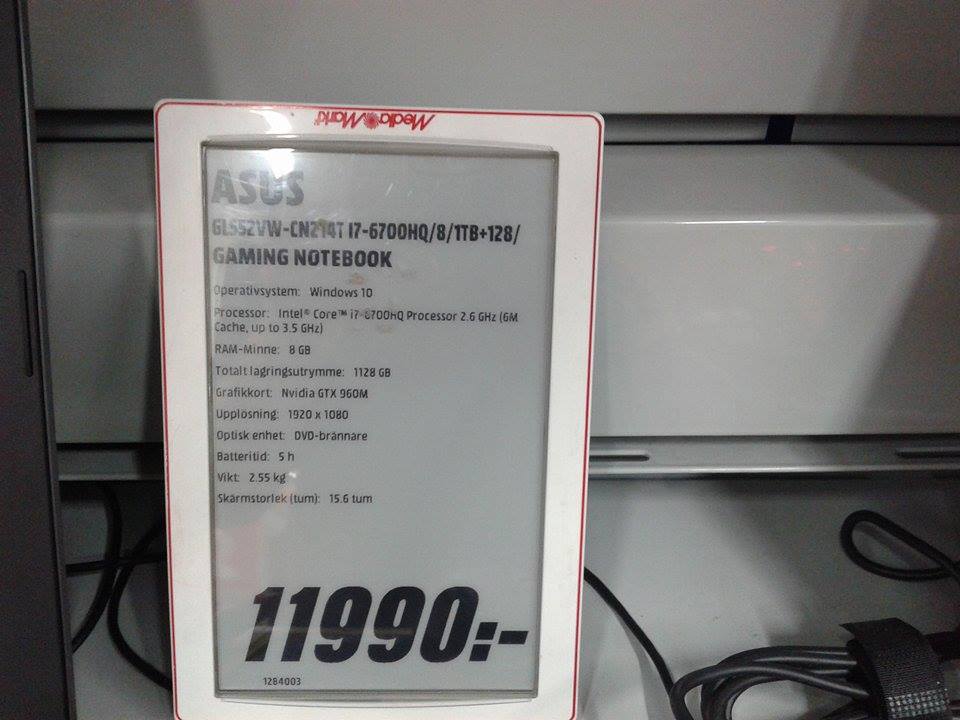 Media Markt
ASUS
GL552VW-CN214T I7-6700HQ/8/1TB+128/
GAMING NOTEBOOK
Operativsystem: Windows 10
Processor: Intel® Core™ i7-6700HQ Processor 2.6 GHz (6M
Cache, up to 3.5 GHz)
RAM-Minne: 8 GB
Totalt lagringsutrymme: 1128 GB
Grafikkort: Nvidia GTX 960M
Upplösning: 1920 x 1080
Optisk enhet: DVD-brännare
Batteritid: 5 h
Vikt: 2.55 kg
Skärmstorlek (tum): 15.6 tum
11990:-
1284003